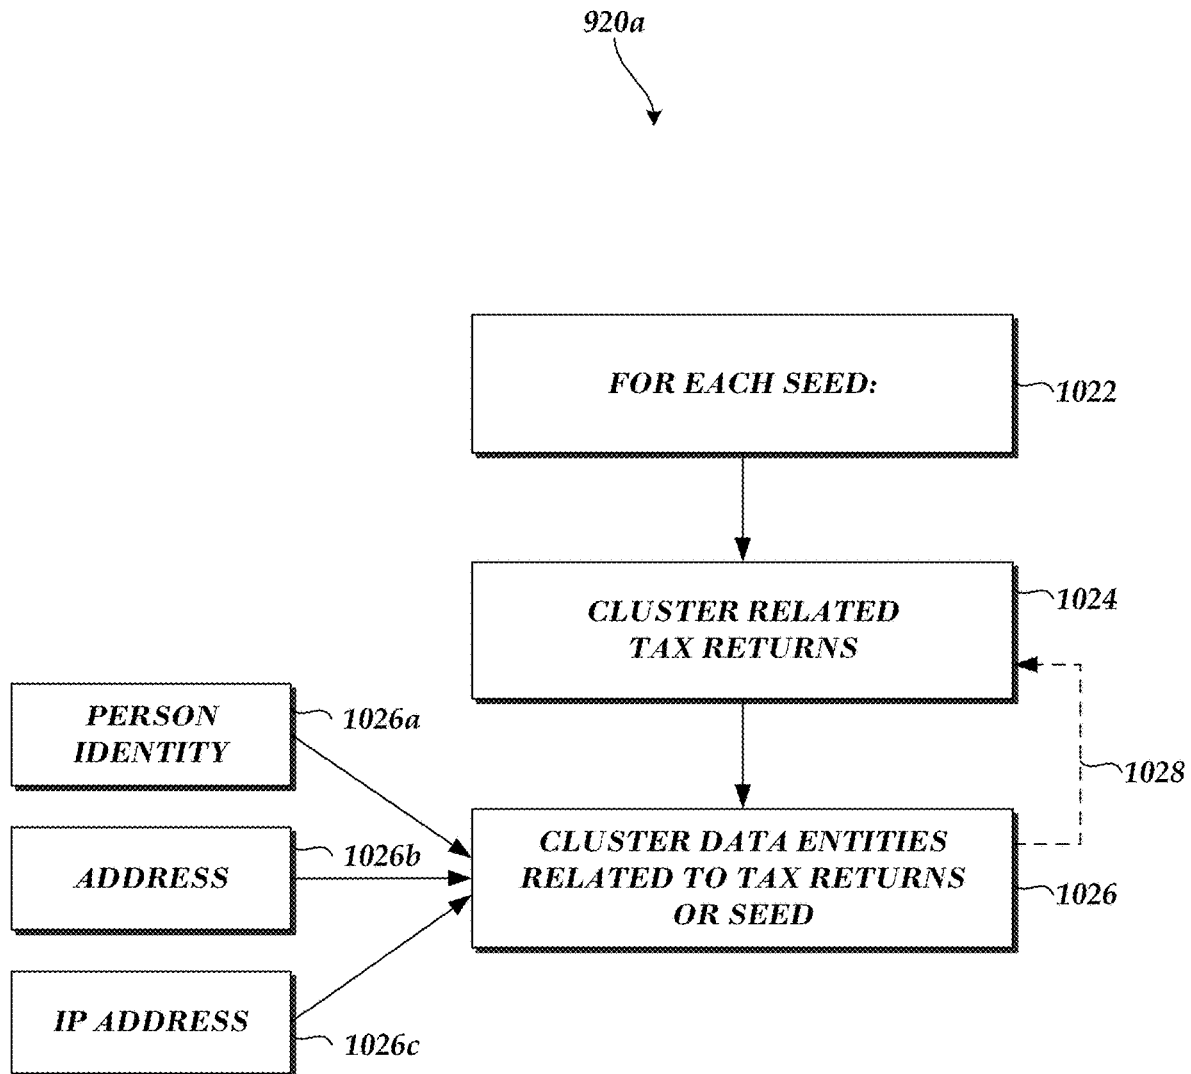 920a
FOR EACH SEED:
1022
CLUSTER RELATED
TAX RETURNS
1024
PERSON
IDENTITY
1026a
1028
ADDRESS
1026b
CLUSTER DATA ENTITIES
RELATED TO TAX RETURNS
OR SEED
1026
IP ADDRESS
1026c